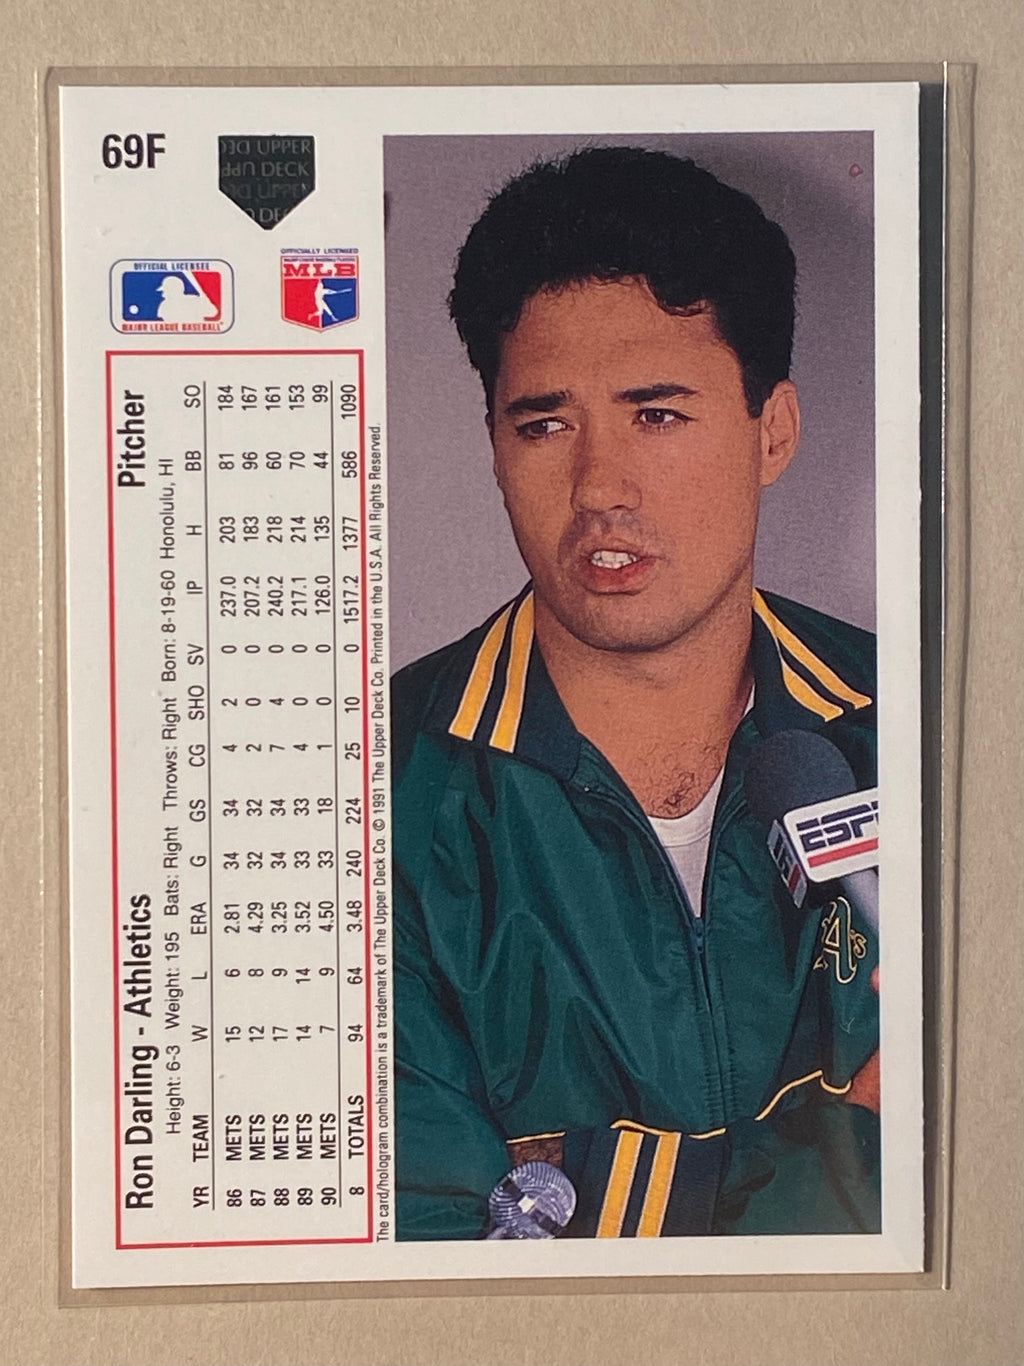 69F
UPPER DECK
OFFICIAL LICENSEE
MAJOR LEAGUE BASEBALL
OFFICIALLY LICENSED
MLB
Ron Darling - Athletics Pitcher
Height: 6-3 Weight: 195 Bats: Right Throws: Right Born: 8-19-60 Honolulu, HI
YR TEAM W L ERA G GS CG SHO SV IP H BB SO
86 METS 15 6 2.81 34 34 4 2 0 237.0 203 81 184
87 METS 12 8 4.29 32 32 2 0 0 207.2 183 96 167
88 METS 17 9 3.25 34 34 7 4 0 240.2 218 60 161
89 METS 14 14 3.52 33 33 4 0 0 217.1 214 70 153
90 METS 7 9 4.50 33 18 1 0 0 126.0 135 44 99
8 TOTALS 94 64 3.48 240 224 25 10 0 1517.2 1377 586 1090
The card/hologram combination is a trademark of The Upper Deck Co. © 1991 The Upper Deck Co. Printed in the U.S.A. All Rights Reserved.
ESPN
A's